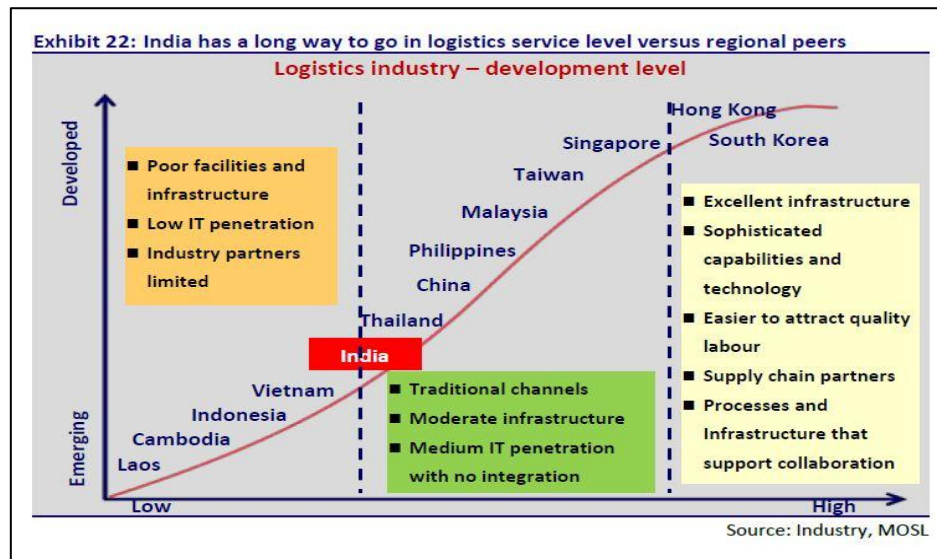 Exhibit 22: India has a long way to go in logistics service level versus regional peers
Logistics industry – development level
Developed
Emerging
■ Poor facilities and
infrastructure
■ Low IT penetration
■ Industry partners
limited
Hong Kong
South Korea
Singapore
Taiwan
Malaysia
Philippines
China
Thailand
India
Vietnam
Indonesia
Cambodia
Laos
■ Traditional channels
■ Moderate infrastructure
■ Medium IT penetration
with no integration
■ Excellent infrastructure
■ Sophisticated
capabilities and
technology
■ Easier to attract quality
labour
■ Supply chain partners
■ Processes and
Infrastructure that
support collaboration
Low
High
Source: Industry, MOSL